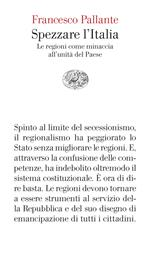 Francesco Pallante
Spezzare l'Italia
Le regioni come minaccia
all'unità del Paese
Spinto al limite del secessionismo,
il regionalismo ha peggiorato lo
Stato senza migliorare le regioni. E,
attraverso la confusione delle com-
petenze, ha indebolito oltremodo il
sistema costituzionale. È ora di di-
re basta. Le regioni devono tornare
a essere strumenti al servizio del-
la Repubblica e del suo disegno di
emancipazione di tutti i cittadini.